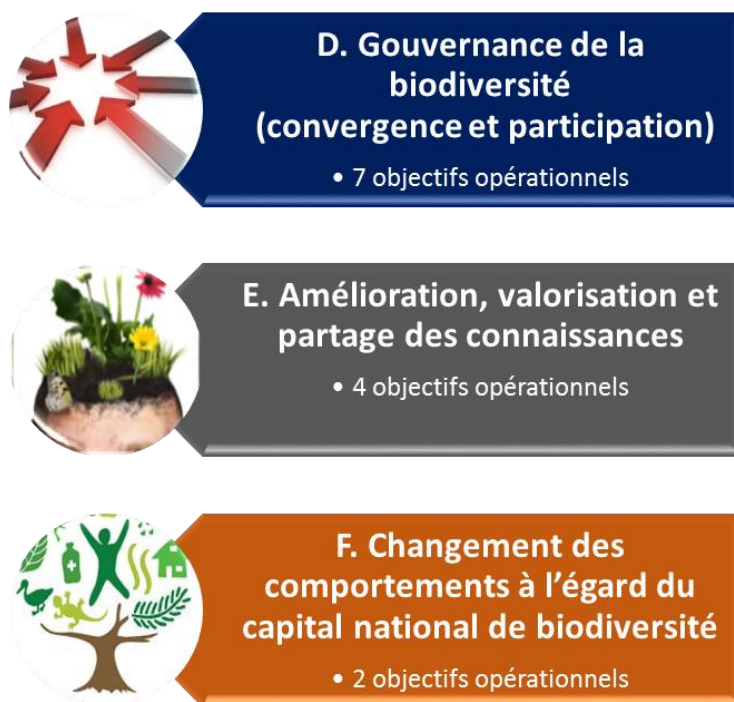 D. Gouvernance de la
biodiversité
(convergence et participation)
• 7 objectifs opérationnels
E. Amélioration, valorisation et
partage des connaissances
• 4 objectifs opérationnels
F. Changement des
comportements à l’égard du
capital national de biodiversité
• 2 objectifs opérationnels